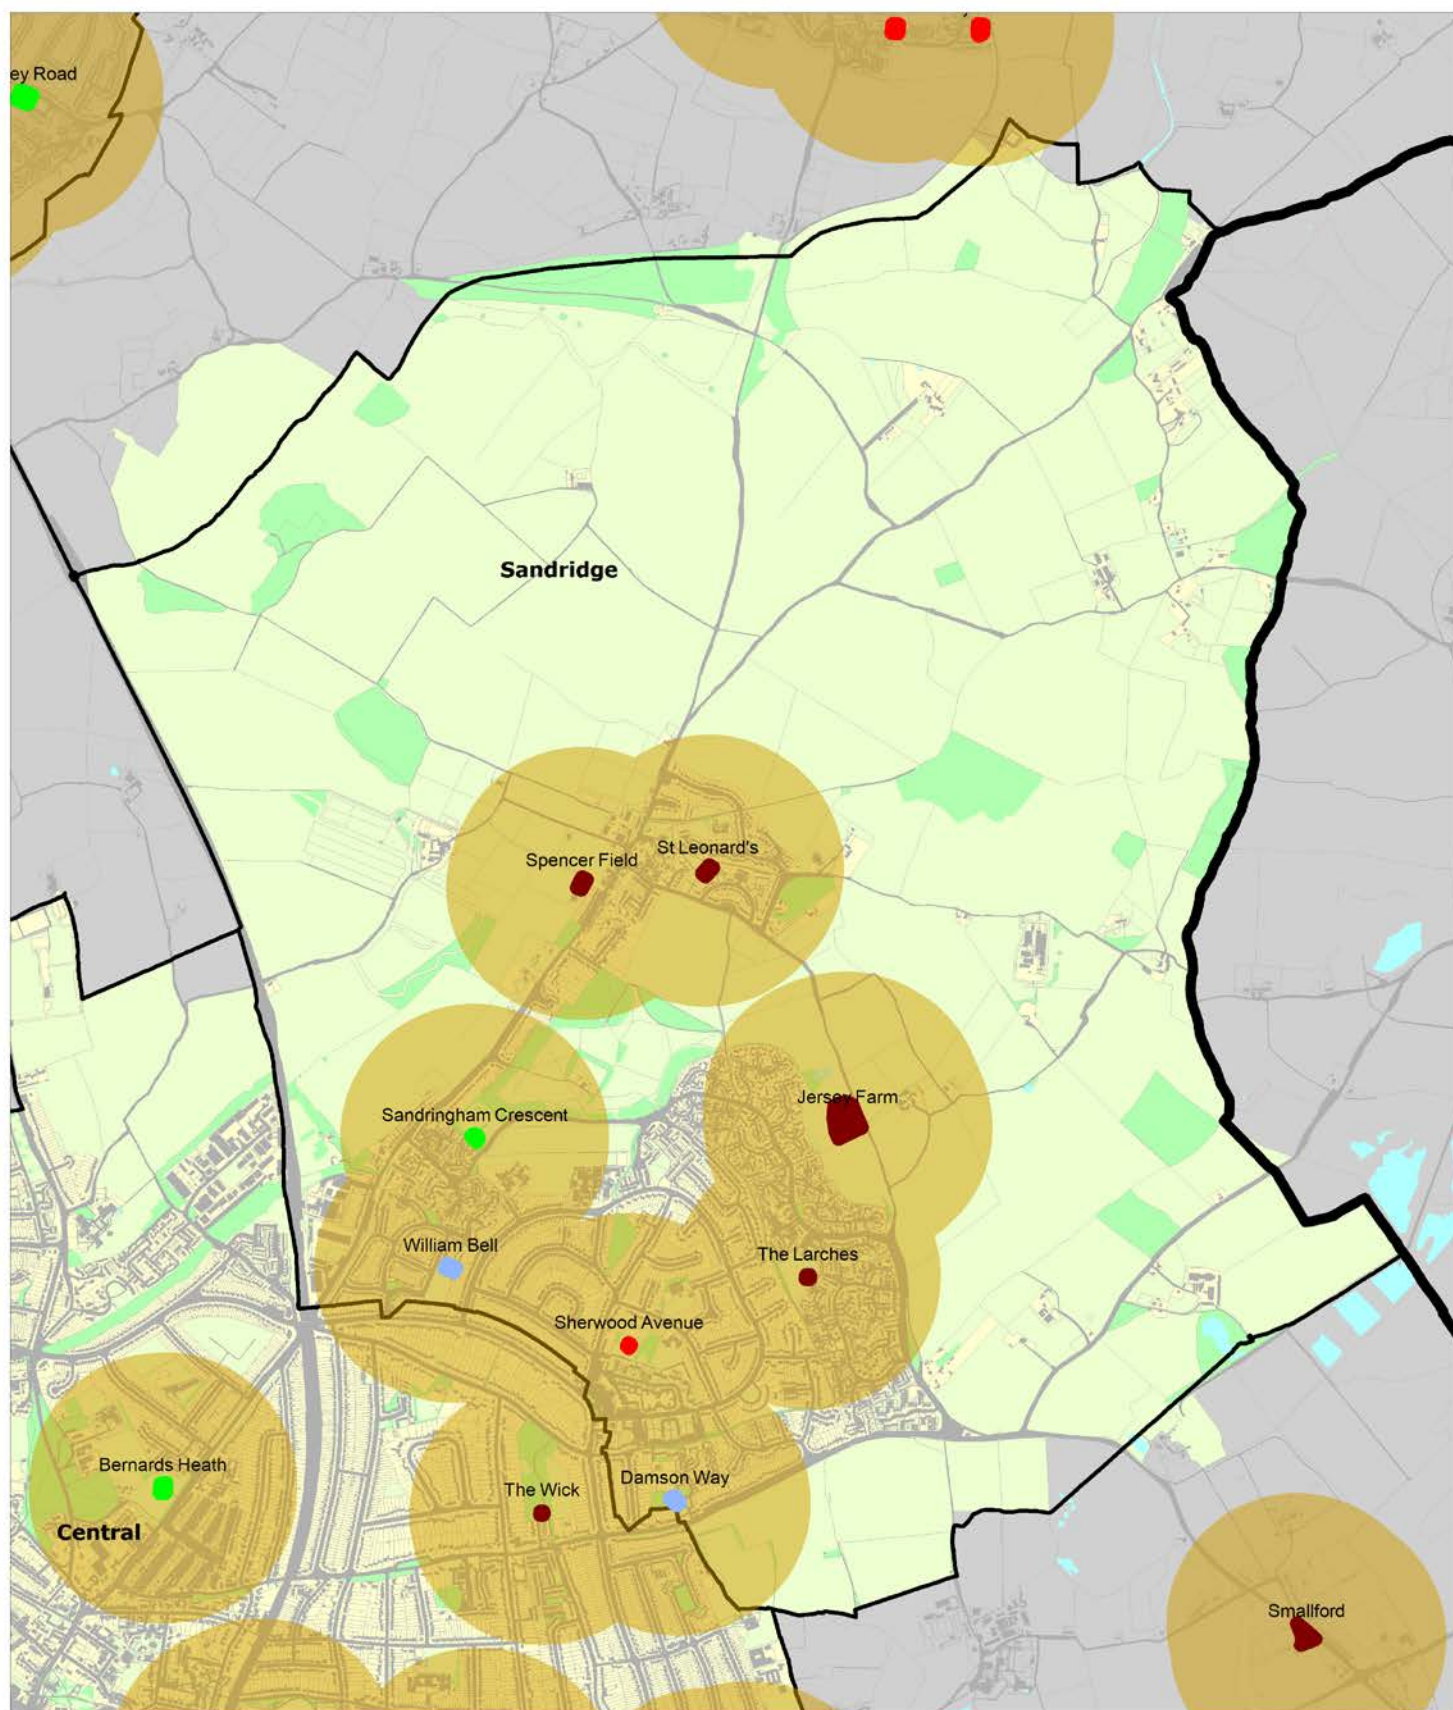 ey Road
Sandridge
St Leonard's
Spencer Field
Jersey Farm
Sandringham Crescent
William Bell
The Larches
Sherwood Avenue
Bernards Heath
Damson Way
The Wick
Central
Smallford